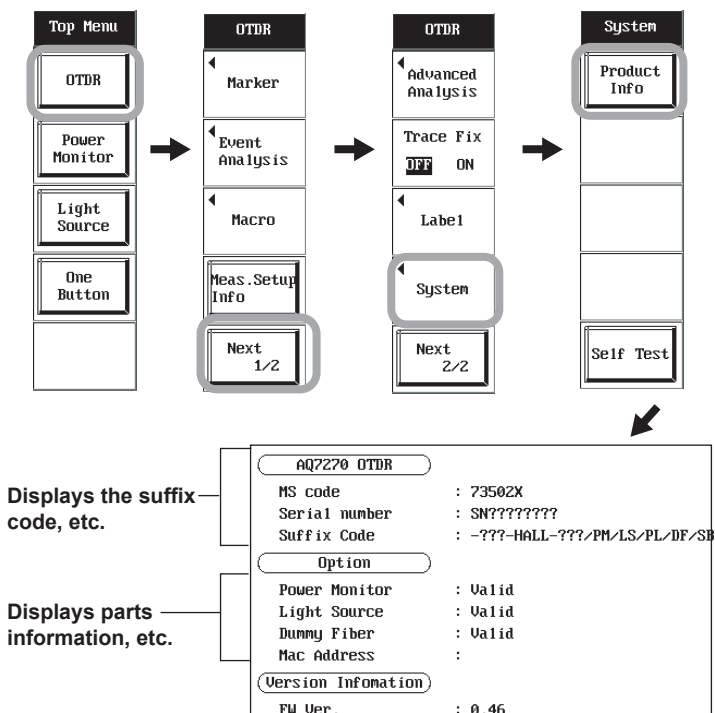 Top Menu
OTDR
Power
Monitor
Light
Source
One
Button
OTDR
Marker
Event
Analysis
Macro
Meas.Setup
Info
Next
1/2
OTDR
Advanced
Analysis
Trace Fix
OFF ON
Label
System
Next
2/2
System
Product
Info
Self Test
Displays the suffix
code, etc.
Displays parts
information, etc.
AQ7270 OTDR
MS code : 73502X
Serial number : SN????????
Suffix Code : -???-HALL-???/PM/LS/PL/DF/SB
Option
Power Monitor : Valid
Light Source : Valid
Dummy Fiber : Valid
Mac Address :
Version Infomation
FW Ver. : 0.46